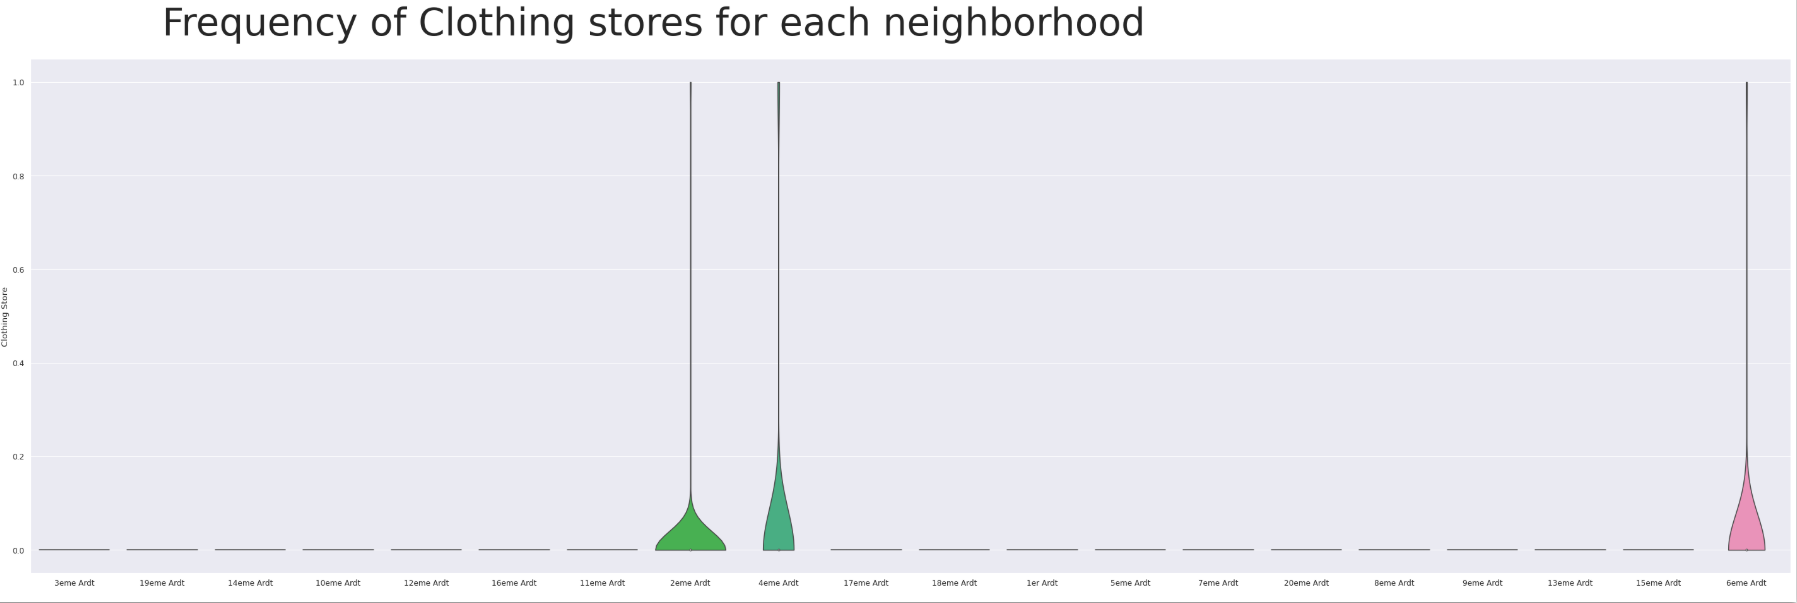 Frequency of Clothing stores for each neighborhood
1.0
0.8
0.6
0.4
0.2
0.0
Clothing Store
3eme Ardt 19eme Ardt 14eme Ardt 10eme Ardt 12eme Ardt 16eme Ardt 11eme Ardt 2eme Ardt 4eme Ardt 17eme Ardt 18eme Ardt 1er Ardt 5eme Ardt 7eme Ardt 20eme Ardt 8eme Ardt 9eme Ardt 13eme Ardt 15eme Ardt 6eme Ardt